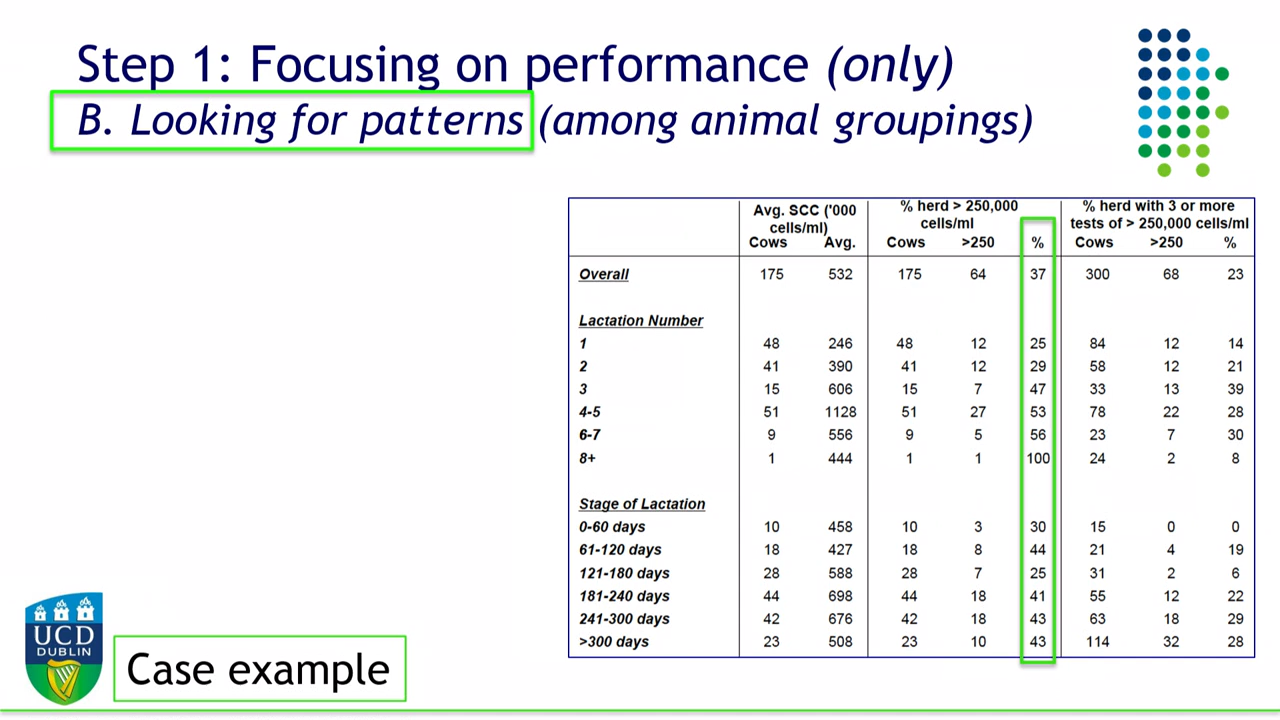 Step 1: Focusing on performance (only)
B. Looking for patterns (among animal groupings)
Avg. SCC ('000 cells/ml) % herd > 250,000 cells/ml % herd with 3 or more tests of > 250,000 cells/ml
Cows Avg. Cows >250 % Cows >250 %
Overall 175 532 175 64 37 300 68 23
Lactation Number
1 48 246 48 12 25 84 12 14
2 41 390 41 12 29 58 12 21
3 15 606 15 7 47 33 13 39
4-5 51 1128 51 27 53 78 22 28
6-7 9 556 9 5 56 23 7 30
8+ 1 444 1 1 100 24 2 8
Stage of Lactation
0-60 days 10 458 10 3 30 15 0 0
61-120 days 18 427 18 8 44 21 4 19
121-180 days 28 588 28 7 25 31 2 6
181-240 days 44 698 44 18 41 55 12 22
241-300 days 42 676 42 18 43 63 18 29
>300 days 23 508 23 10 43 114 32 28
UCD
DUBLIN
Case example